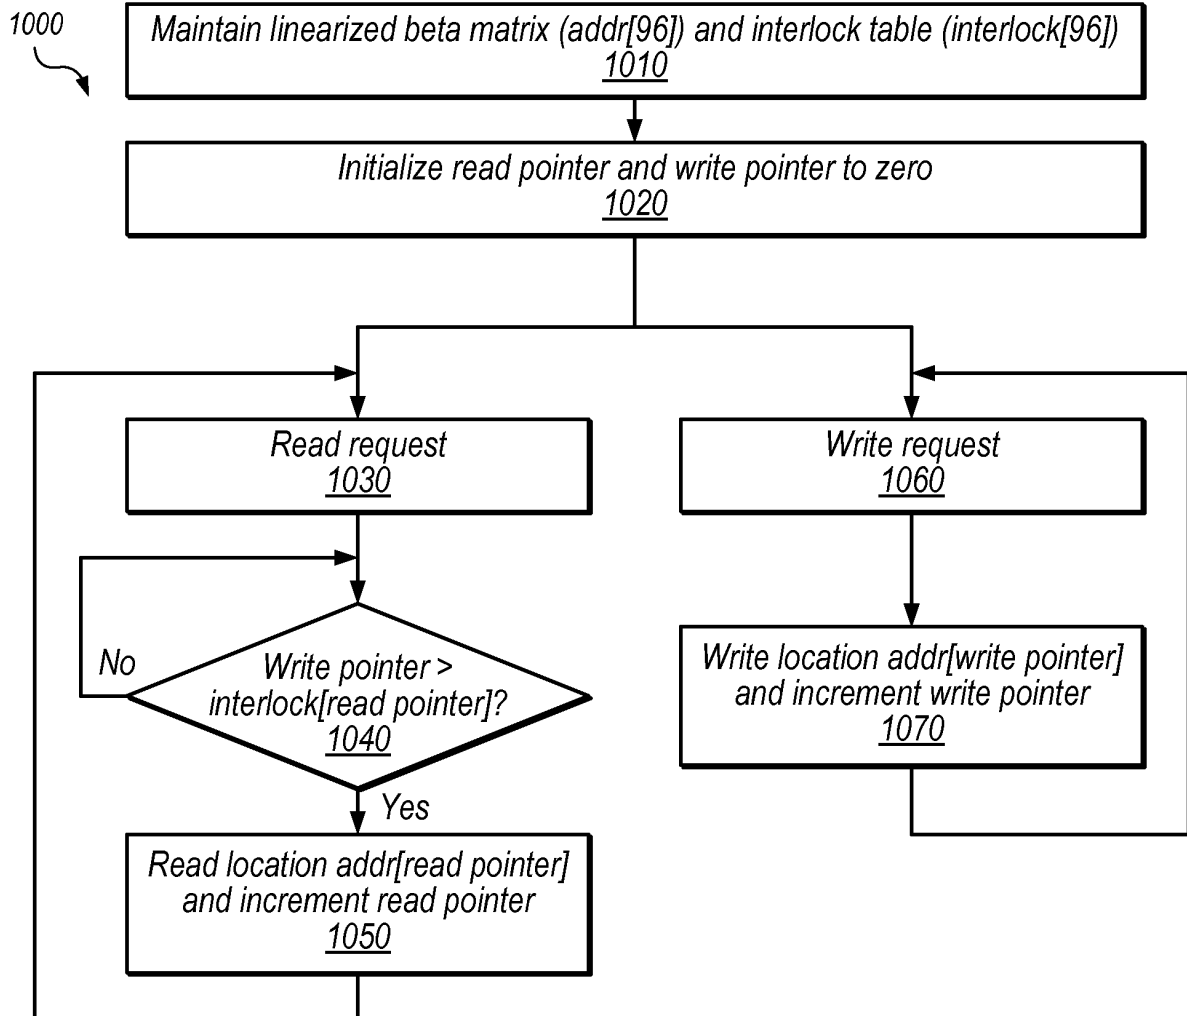 1000
Maintain linearized beta matrix (addr[96]) and interlock table (interlock[96])
1010
Initialize read pointer and write pointer to zero
1020
Read request
1030
Write request
1060
No
Write pointer >
interlock[read pointer]?
1040
Yes
Write location addr[write pointer]
and increment write pointer
1070
Read location addr[read pointer]
and increment read pointer
1050